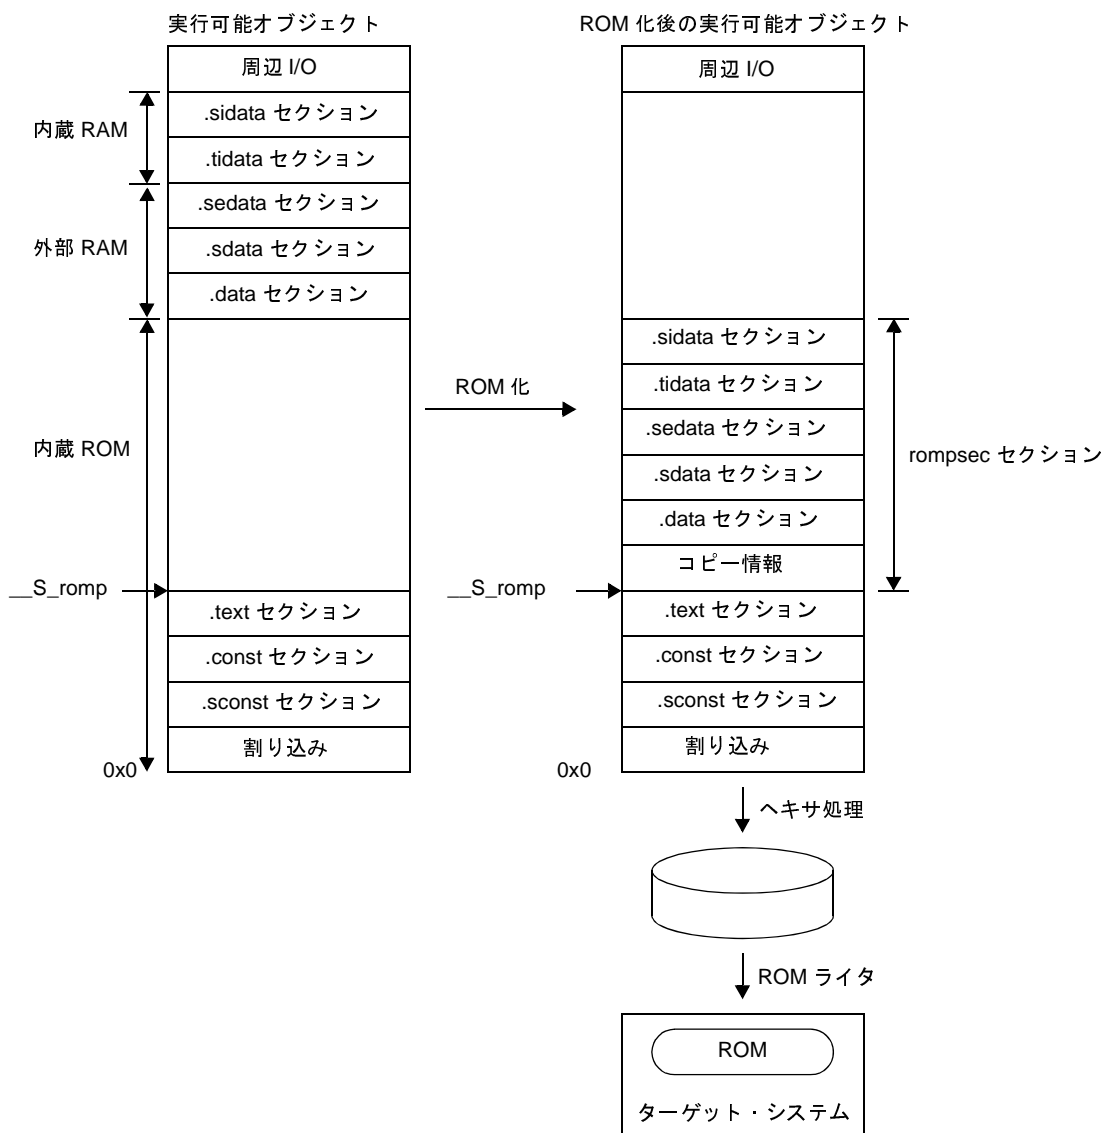 実行可能オブジェクト
周辺 I/O
内蔵 RAM
.sidata セクション
.tidata セクション
外部 RAM
.sedata セクション
.sdata セクション
.data セクション
内蔵 ROM
__S_romp
.text セクション
.const セクション
.sconst セクション
割り込み
0x0
ROM 化
ROM 化後の実行可能オブジェクト
周辺 I/O
.sidata セクション
.tidata セクション
.sedata セクション
.sdata セクション
.data セクション
コピー情報
rompsec セクション
__S_romp
.text セクション
.const セクション
.sconst セクション
割り込み
0x0
ヘキサ処理
ROM ライタ
ROM
ターゲット・システム